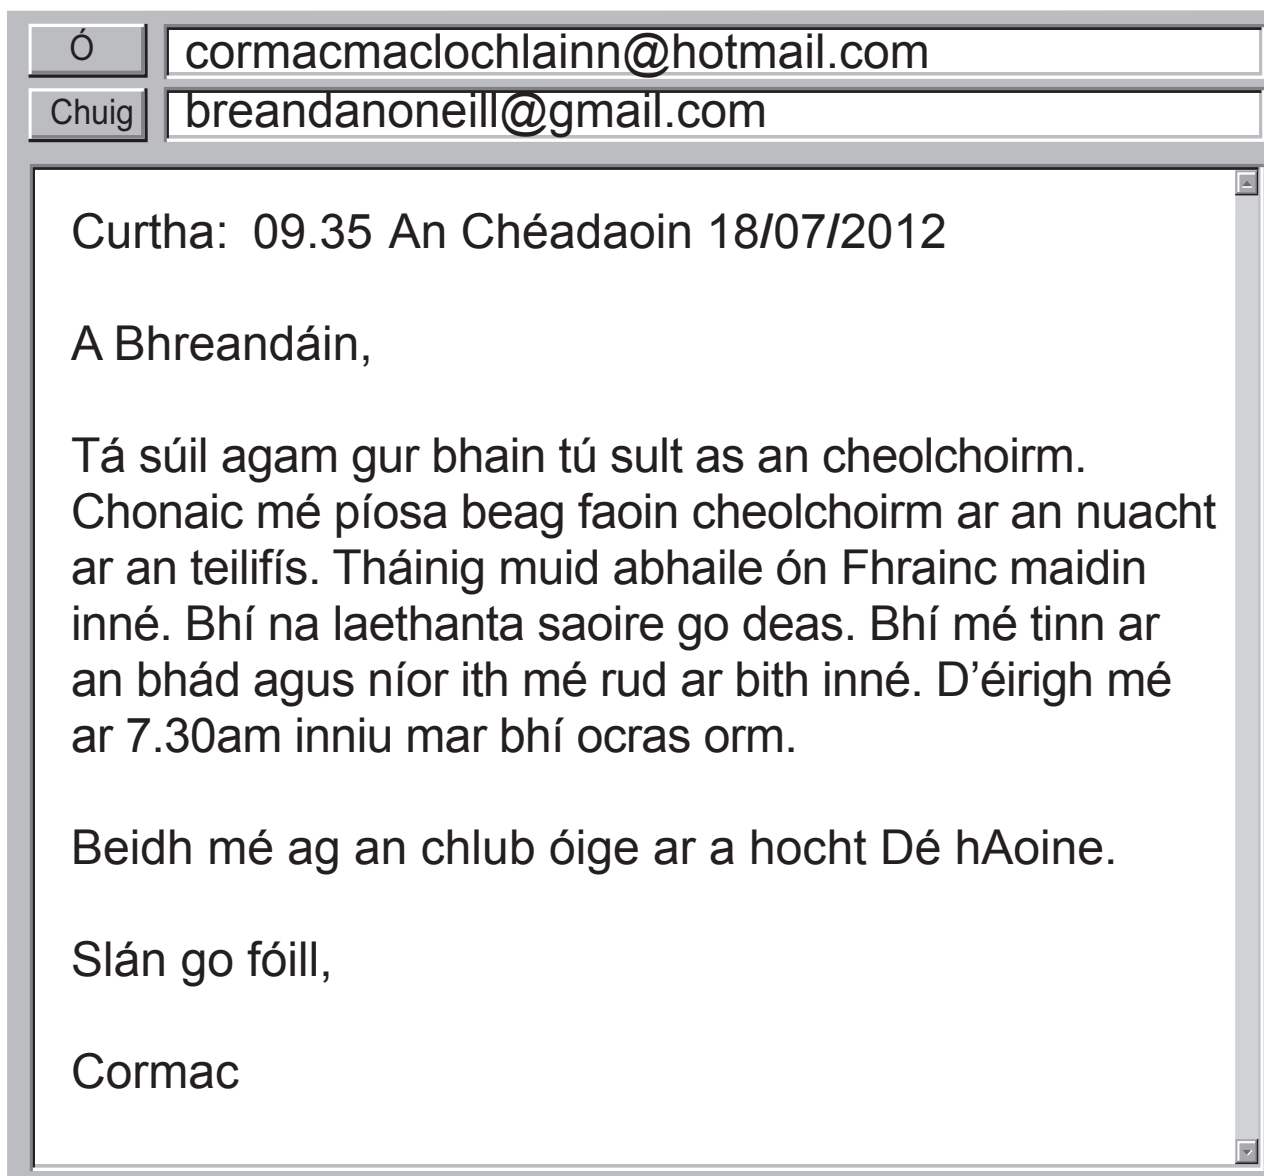 Ó cormacmaclochlainn@hotmail.com
Chuig breandanoneill@gmail.com
Curtha: 09.35 An Chéadaoin 18/07/2012
A Bhreandáin,
Tá súil agam gur bhain tú sult as an cheolchoirm.
Chonaic mé píosa beag faoin cheolchoirm ar an nuacht
ar an teilifís. Tháinig muid abhaile ón Fhrainc maidin
inné. Bhí na laethanta saoire go deas. Bhí mé tinn ar
an bhád agus níor ith mé rud ar bith inné. D’éirigh mé
ar 7.30am inniu mar bhí ocras orm.
Beidh mé ag an chlub óige ar a hocht Dé hAoine.
Slán go fóill,
Cormac